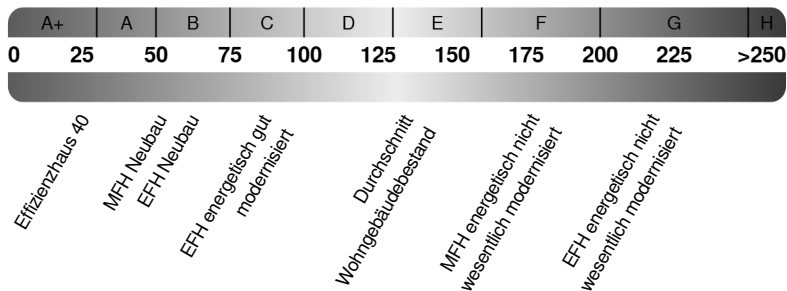 A+ A B C D E F G H
0 25 50 75 100 125 150 175 200 225 >250
Effizienzhaus 40
MFH Neubau
EFH Neubau
EFH energetisch gut
modernisiert
Durchschnitt
Wohngebäudebestand
MFH energetisch nicht
wesentlich modernisiert
EFH energetisch nicht
wesentlich modernisiert